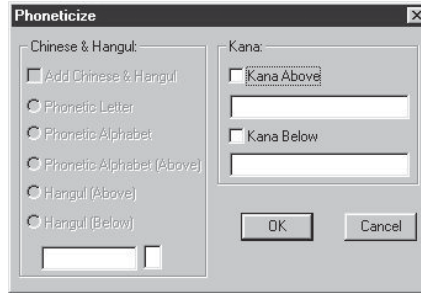 Phoneticize
Chinese & Hangul:
Add Chinese & Hangul
Phonetic Letter
Phonetic Alphabet
Phonetic Alphabet (Above)
Hangul (Above)
Hangul (Below)
Kana:
Kana Above
Kana Below
OK
Cancel